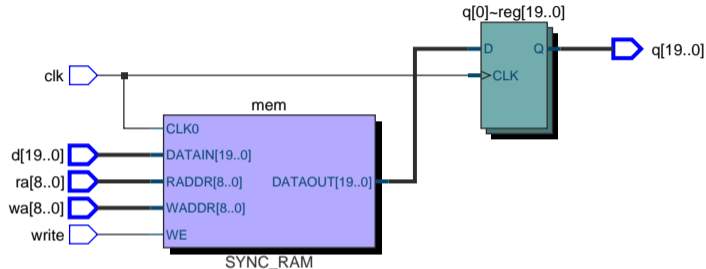 q[0]~reg[19..0]
D
Q
q[19..0]
clk
CLK
mem
CLK0
d[19..0]
DATAIN[19..0]
ra[8..0]
RADDR[8..0]
DATAOUT[19..0]
wa[8..0]
WADDR[8..0]
write
WE
SYNC_RAM